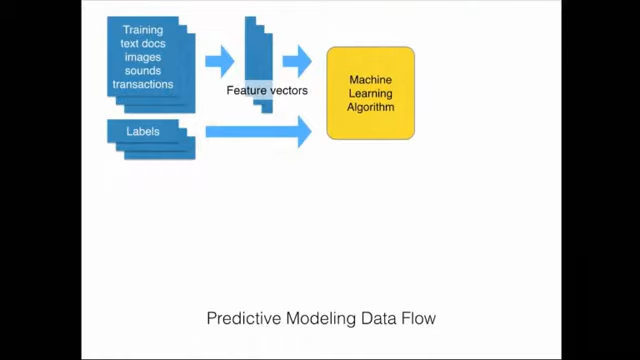 Training
text docs
images
sounds
transactions
Feature vectors
Labels
Machine
Learning
Algorithm
Predictive Modeling Data Flow